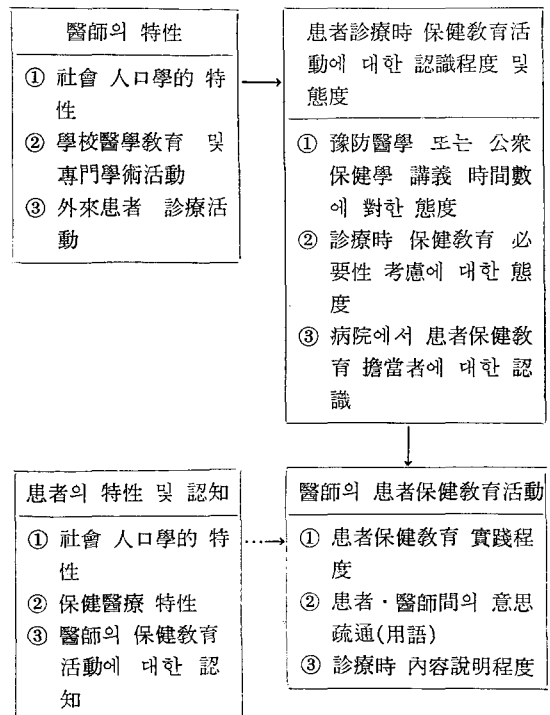 醫師의 特性
① 社會 人口學的 特
性
② 學校醫學敎育 및
專門學術活動
③ 外來患者 診療活
動
患者診療時 保健敎育活
動에 대한 認識程度 및
態度
① 豫防醫學 또는 公衆
保健學 講義 時間數
에 對한 態度
② 診療時 保健敎育 必
要性 考慮에 대한 態
度
③ 病院에서 患者保健敎
育 擔當者에 대한 認
識
患者의 特性 및 認知
① 社會 人口學的 特
性
② 保健醫療 特性
③ 醫師의 保健敎育
活動에 대한 認
知
醫師의 患者保健敎育活動
① 患者保健敎育 實踐程
度
② 患者·醫師間의 意思
疏通(用語)
③ 診療時 內容說明程度